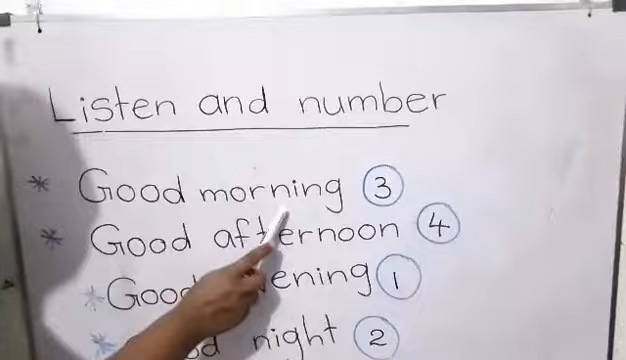 Listen and number
* Good morning 3
* Good afternoon 4
* Good evening 1
* Good night 2